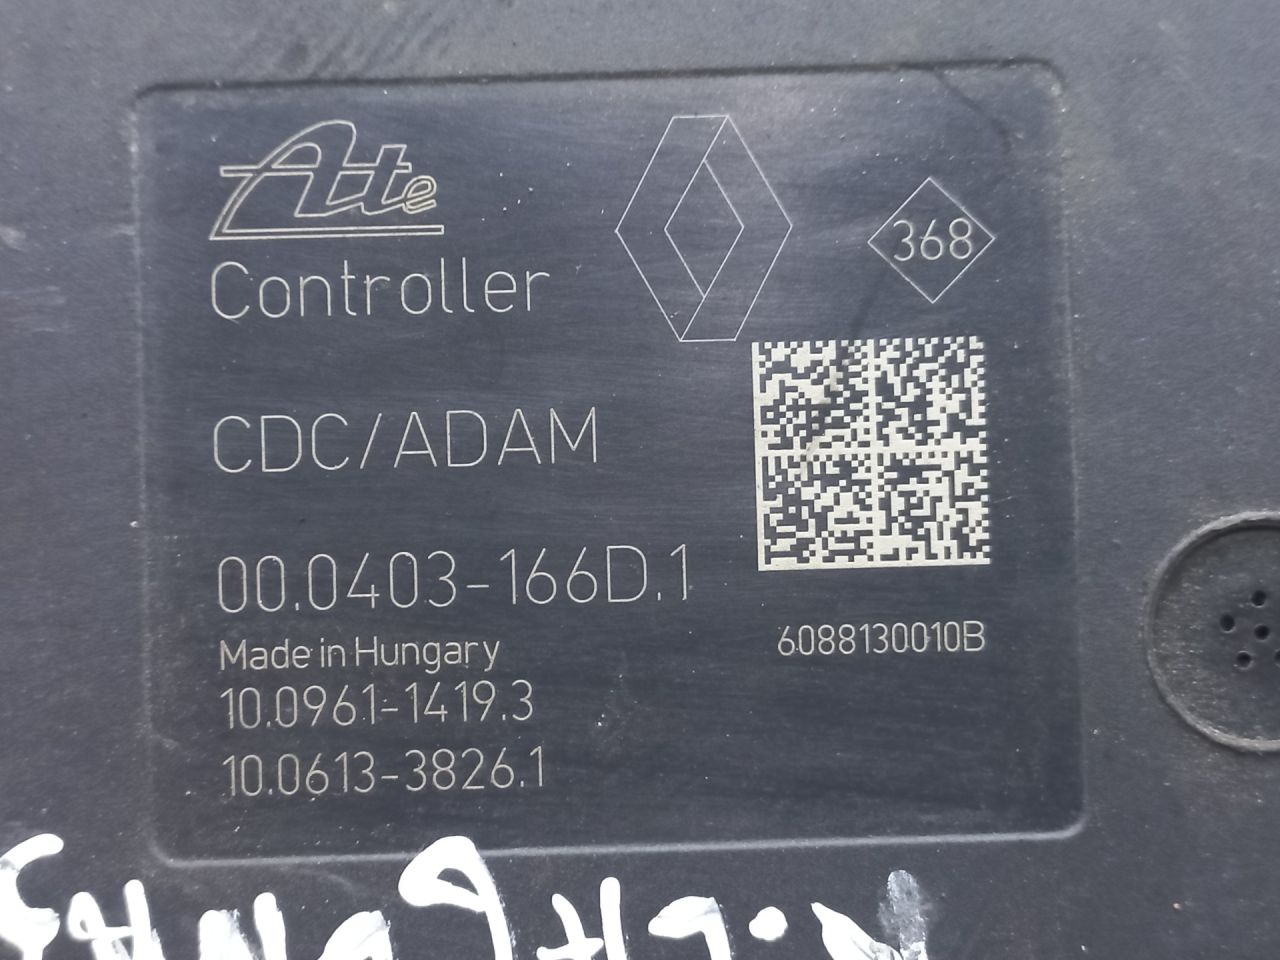 Ate
368
Controller
CDC/ADAM
00.0403-166D.1
6088130010B
Made in Hungary
10.0961-1419.3
10.0613-3826.1